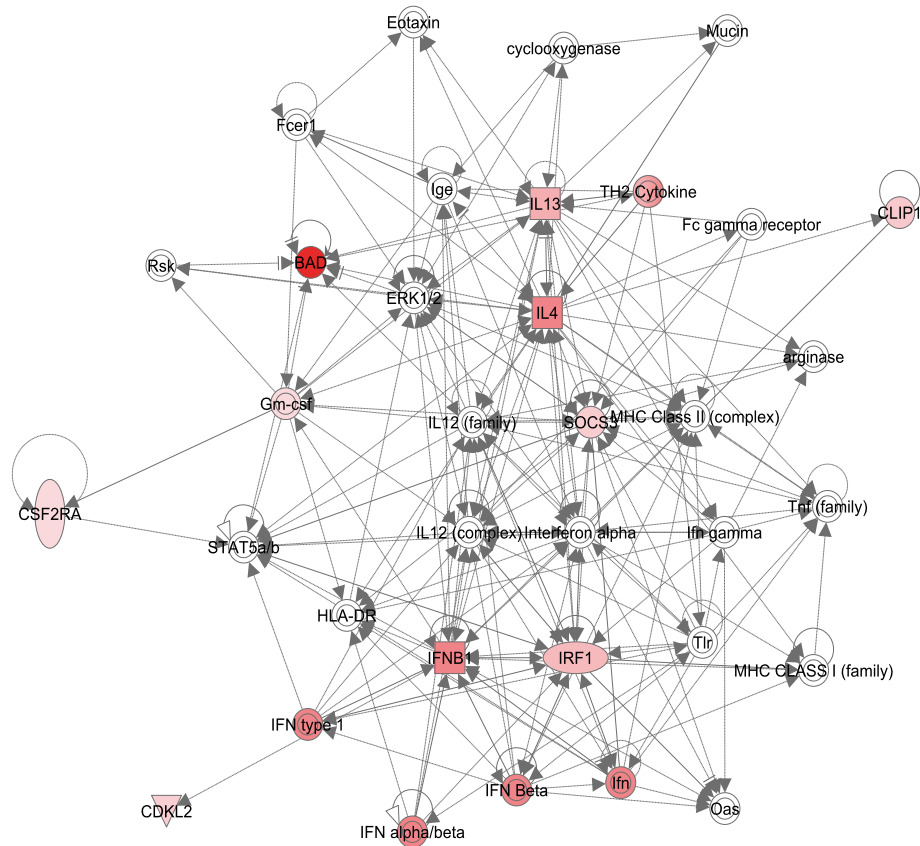 Eotaxin
Mucin
cyclooxygenase
Fcer1
Ige
IL13
TH2 Cytokine
CLIP1
Fc gamma receptor
Rsk
BAD
ERK1/2
IL4
arginase
Gm-csf
IL12 (family)
SOCS3
MHC Class II (complex)
CSF2RA
Tnf (family)
STAT5a/b
IL12 (complex)
Interferon alpha
Ifn gamma
HLA-DR
Tlr
IFNB1
IRF1
MHC CLASS I (family)
IFN type 1
IFN Beta
Ifn
CDKL2
Oas
IFN alpha/beta